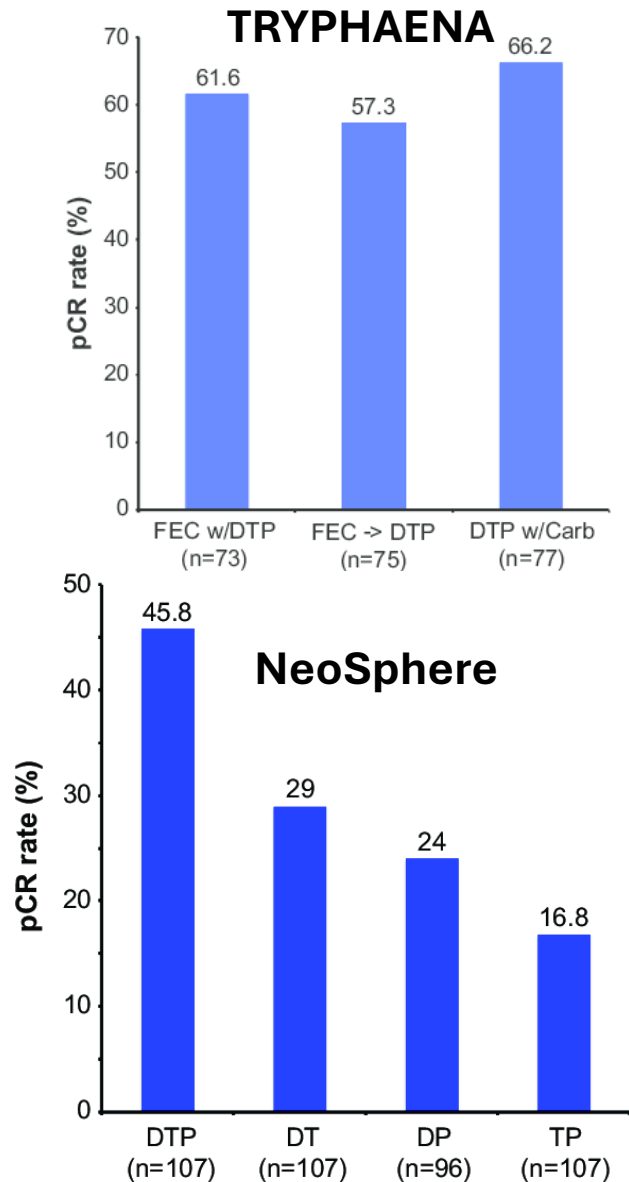 TRYPHAENA
pCR rate (%)
70
60
50
40
30
20
10
0
61.6
57.3
66.2
FEC w/DTP
(n=73)
FEC -> DTP
(n=75)
DTP w/Carb
(n=77)
NeoSphere
pCR rate (%)
50
40
30
20
10
0
45.8
29
24
16.8
DTP
(n=107)
DT
(n=107)
DP
(n=96)
TP
(n=107)